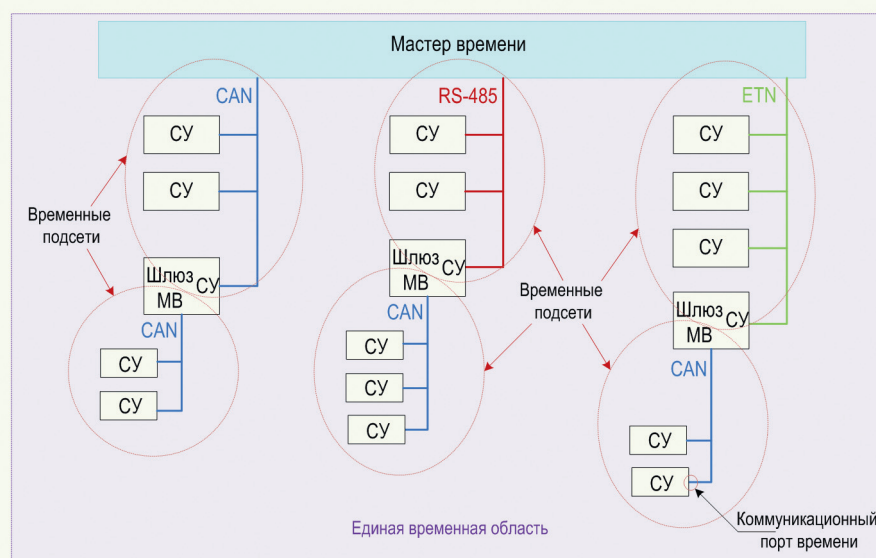 Мастер времени
CAN
RS-485
ETN
СУ
СУ
СУ
СУ
СУ
СУ
СУ
Временные
подсети
Шлюз
СУ
МВ
Шлюз
СУ
МВ
Временные
подсети
Шлюз
СУ
МВ
CAN
CAN
CAN
СУ
СУ
СУ
СУ
СУ
СУ
СУ
Единая временная область
Коммуникационный
порт времени